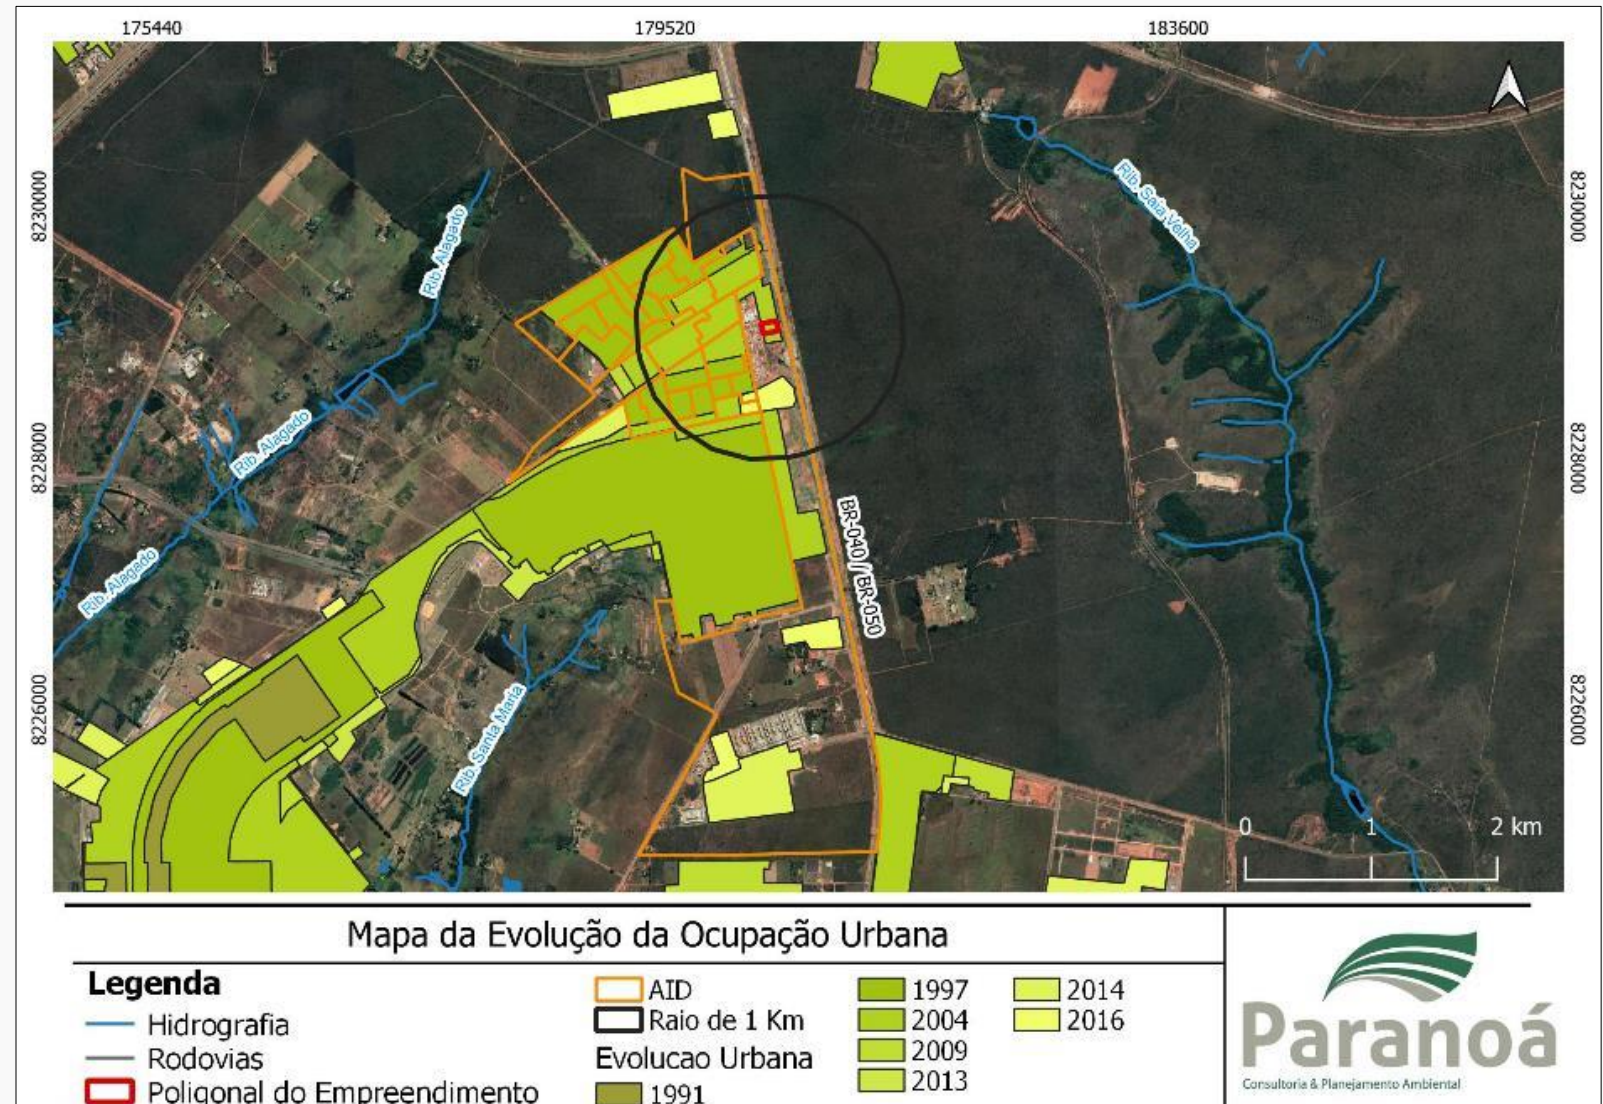 175440
179520
183600
8230000
8230000
Rib. Saia Velha
Rib. Alagado
Rib. Alagado
8228000
8228000
BR-040 / BR-050
Rib. Alagado
8226000
8226000
Rib. Santa Maria
0 1 2 km
Mapa da Evolução da Ocupação Urbana
Legenda
Hidrografia
Rodovias
Poligonal do Empreendimento
AID
Raio de 1 Km
Evolucao Urbana
1991
1997
2004
2009
2013
2014
2016
Paranoá
Consultoria & Planejamento Ambiental